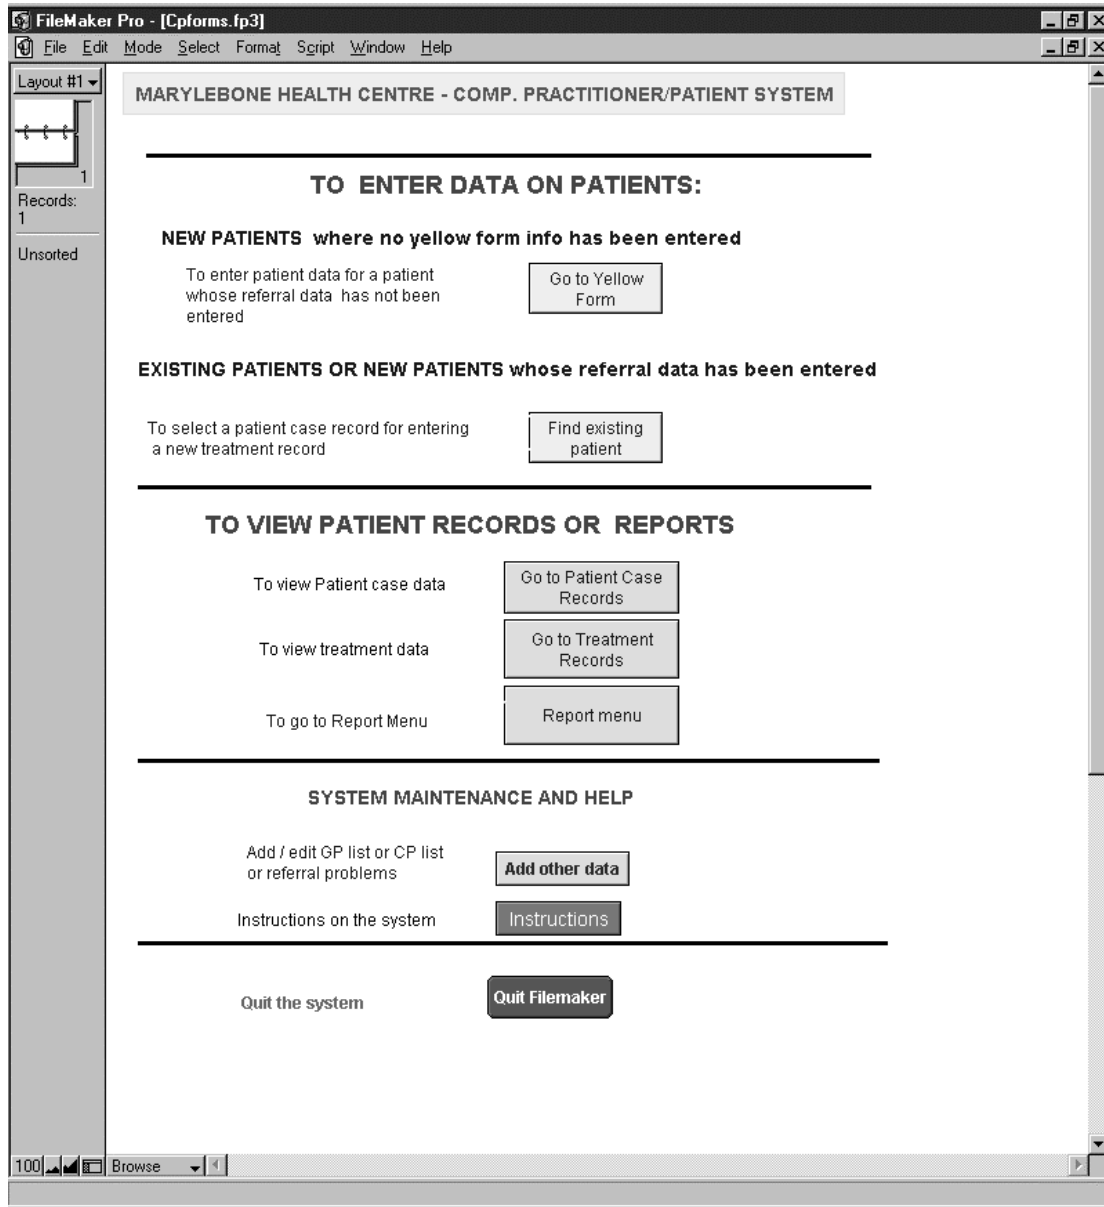 FileMaker Pro - [Cpforms.fp3]
File Edit Mode Select Format Script Window Help
Layout #1
1
Records:
1
Unsorted
MARYLEBONE HEALTH CENTRE - COMP. PRACTITIONER/PATIENT SYSTEM
TO ENTER DATA ON PATIENTS:
NEW PATIENTS where no yellow form info has been entered
To enter patient data for a patient
whose referral data has not been
entered
Go to Yellow
Form
EXISTING PATIENTS OR NEW PATIENTS whose referral data has been entered
To select a patient case record for entering
a new treatment record
Find existing
patient
TO VIEW PATIENT RECORDS OR REPORTS
To view Patient case data
Go to Patient Case
Records
To view treatment data
Go to Treatment
Records
To go to Report Menu
Report menu
SYSTEM MAINTENANCE AND HELP
Add / edit GP list or CP list
or referral problems
Add other data
Instructions on the system
Instructions
Quit the system
Quit Filemaker
100 Browse